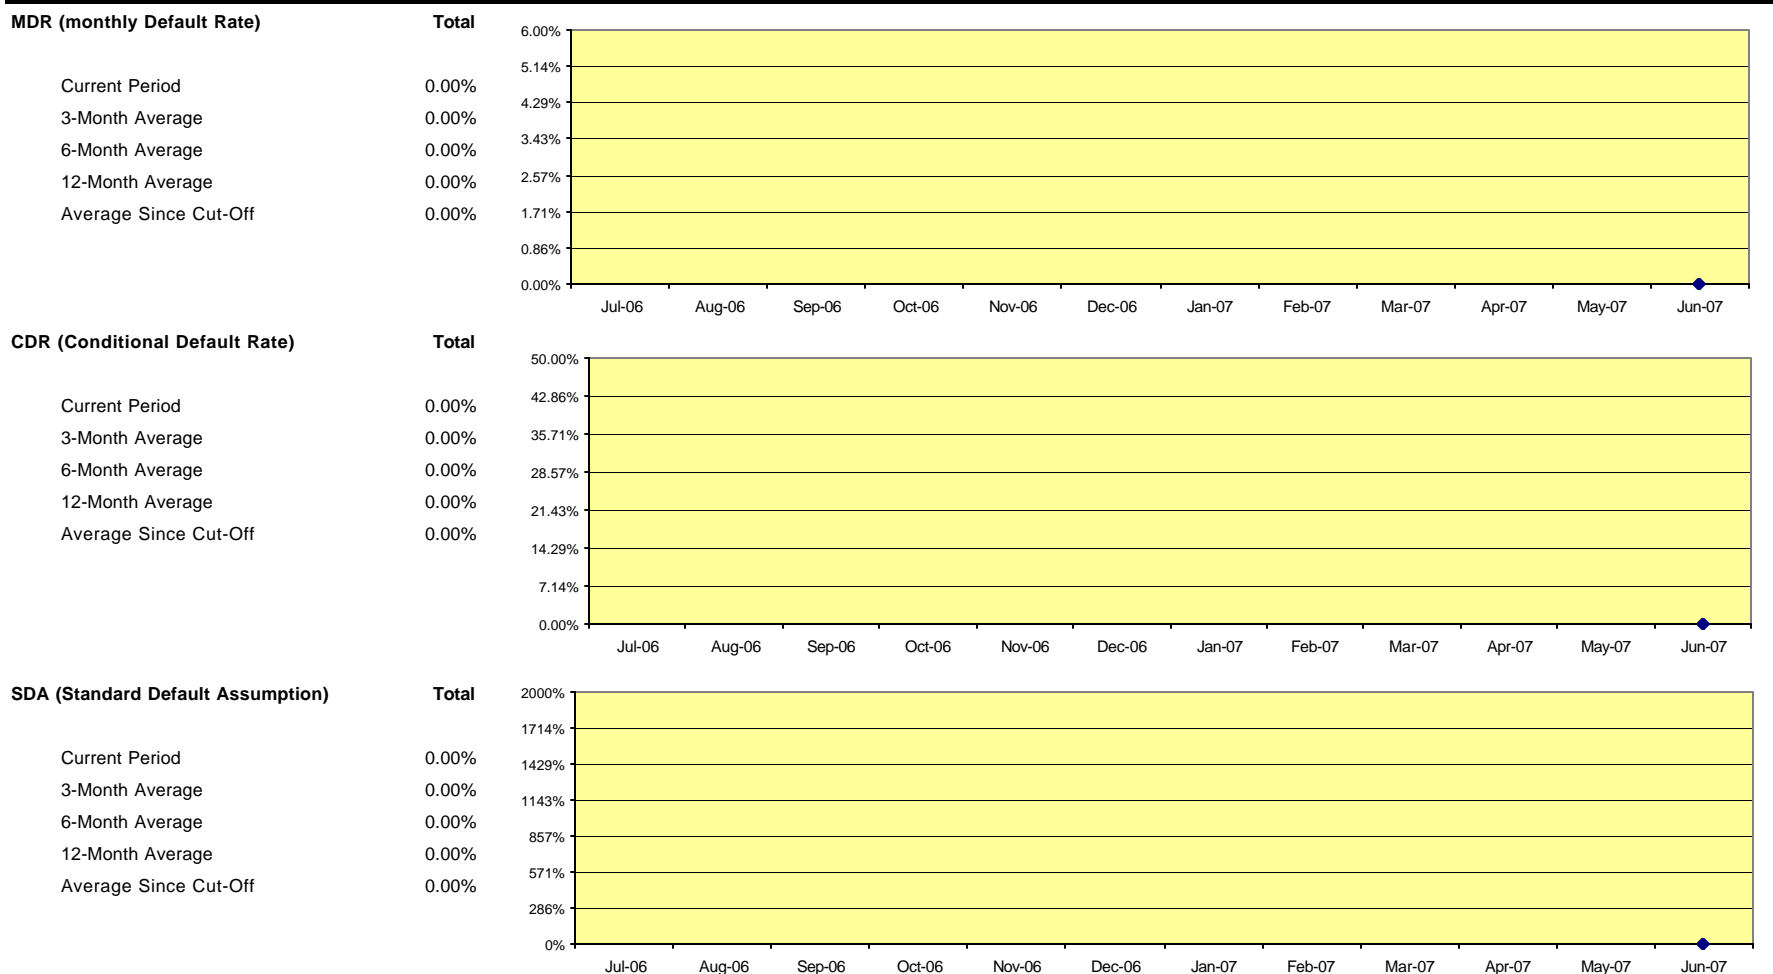 MDR (monthly Default Rate) Total
Current Period 0.00%
3-Month Average 0.00%
6-Month Average 0.00%
12-Month Average 0.00%
Average Since Cut-Off 0.00%
6.00%
5.14%
4.29%
3.43%
2.57%
1.71%
0.86%
0.00%
Jul-06 Aug-06 Sep-06 Oct-06 Nov-06 Dec-06 Jan-07 Feb-07 Mar-07 Apr-07 May-07 Jun-07
CDR (Conditional Default Rate) Total
Current Period 0.00%
3-Month Average 0.00%
6-Month Average 0.00%
12-Month Average 0.00%
Average Since Cut-Off 0.00%
50.00%
42.86%
35.71%
28.57%
21.43%
14.29%
7.14%
0.00%
Jul-06 Aug-06 Sep-06 Oct-06 Nov-06 Dec-06 Jan-07 Feb-07 Mar-07 Apr-07 May-07 Jun-07
SDA (Standard Default Assumption) Total
Current Period 0.00%
3-Month Average 0.00%
6-Month Average 0.00%
12-Month Average 0.00%
Average Since Cut-Off 0.00%
2000%
1714%
1429%
1143%
857%
571%
286%
0%
Jul-06 Aug-06 Sep-06 Oct-06 Nov-06 Dec-06 Jan-07 Feb-07 Mar-07 Apr-07 May-07 Jun-07